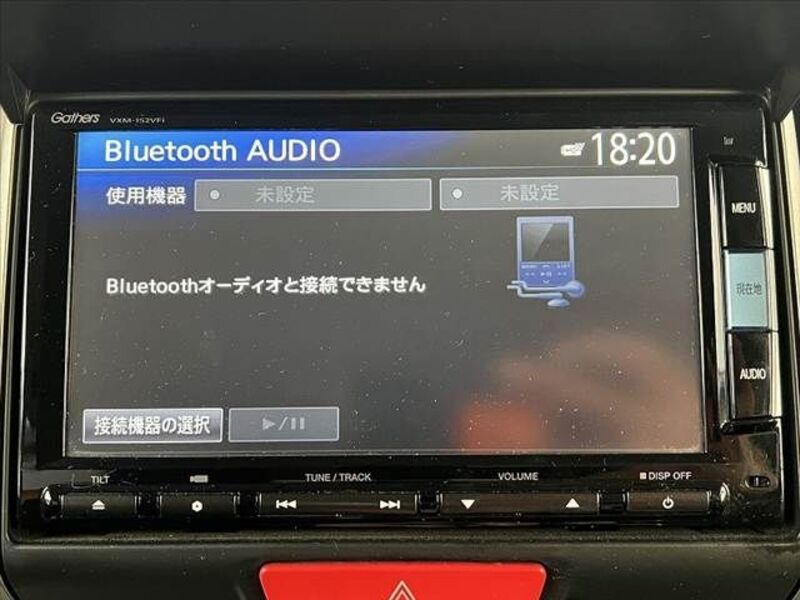 Gathers VXM-152VFi
Bluetooth AUDIO 18:20
使用機器 未設定 未設定
Bluetoothオーディオと接続できません
接続機器の選択
MENU
現在地
AUDIO
TILT TUNE / TRACK VOLUME DISP OFF